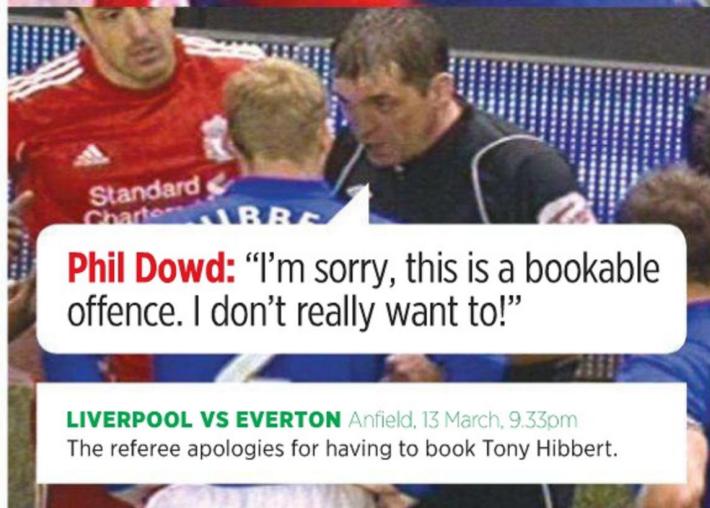 Standard
Phil Dowd: “I’m sorry, this is a bookable
offence. I don’t really want to!”
LIVERPOOL VS EVERTON Anfield, 13 March, 9.33pm
The referee apologies for having to book Tony Hibbert.